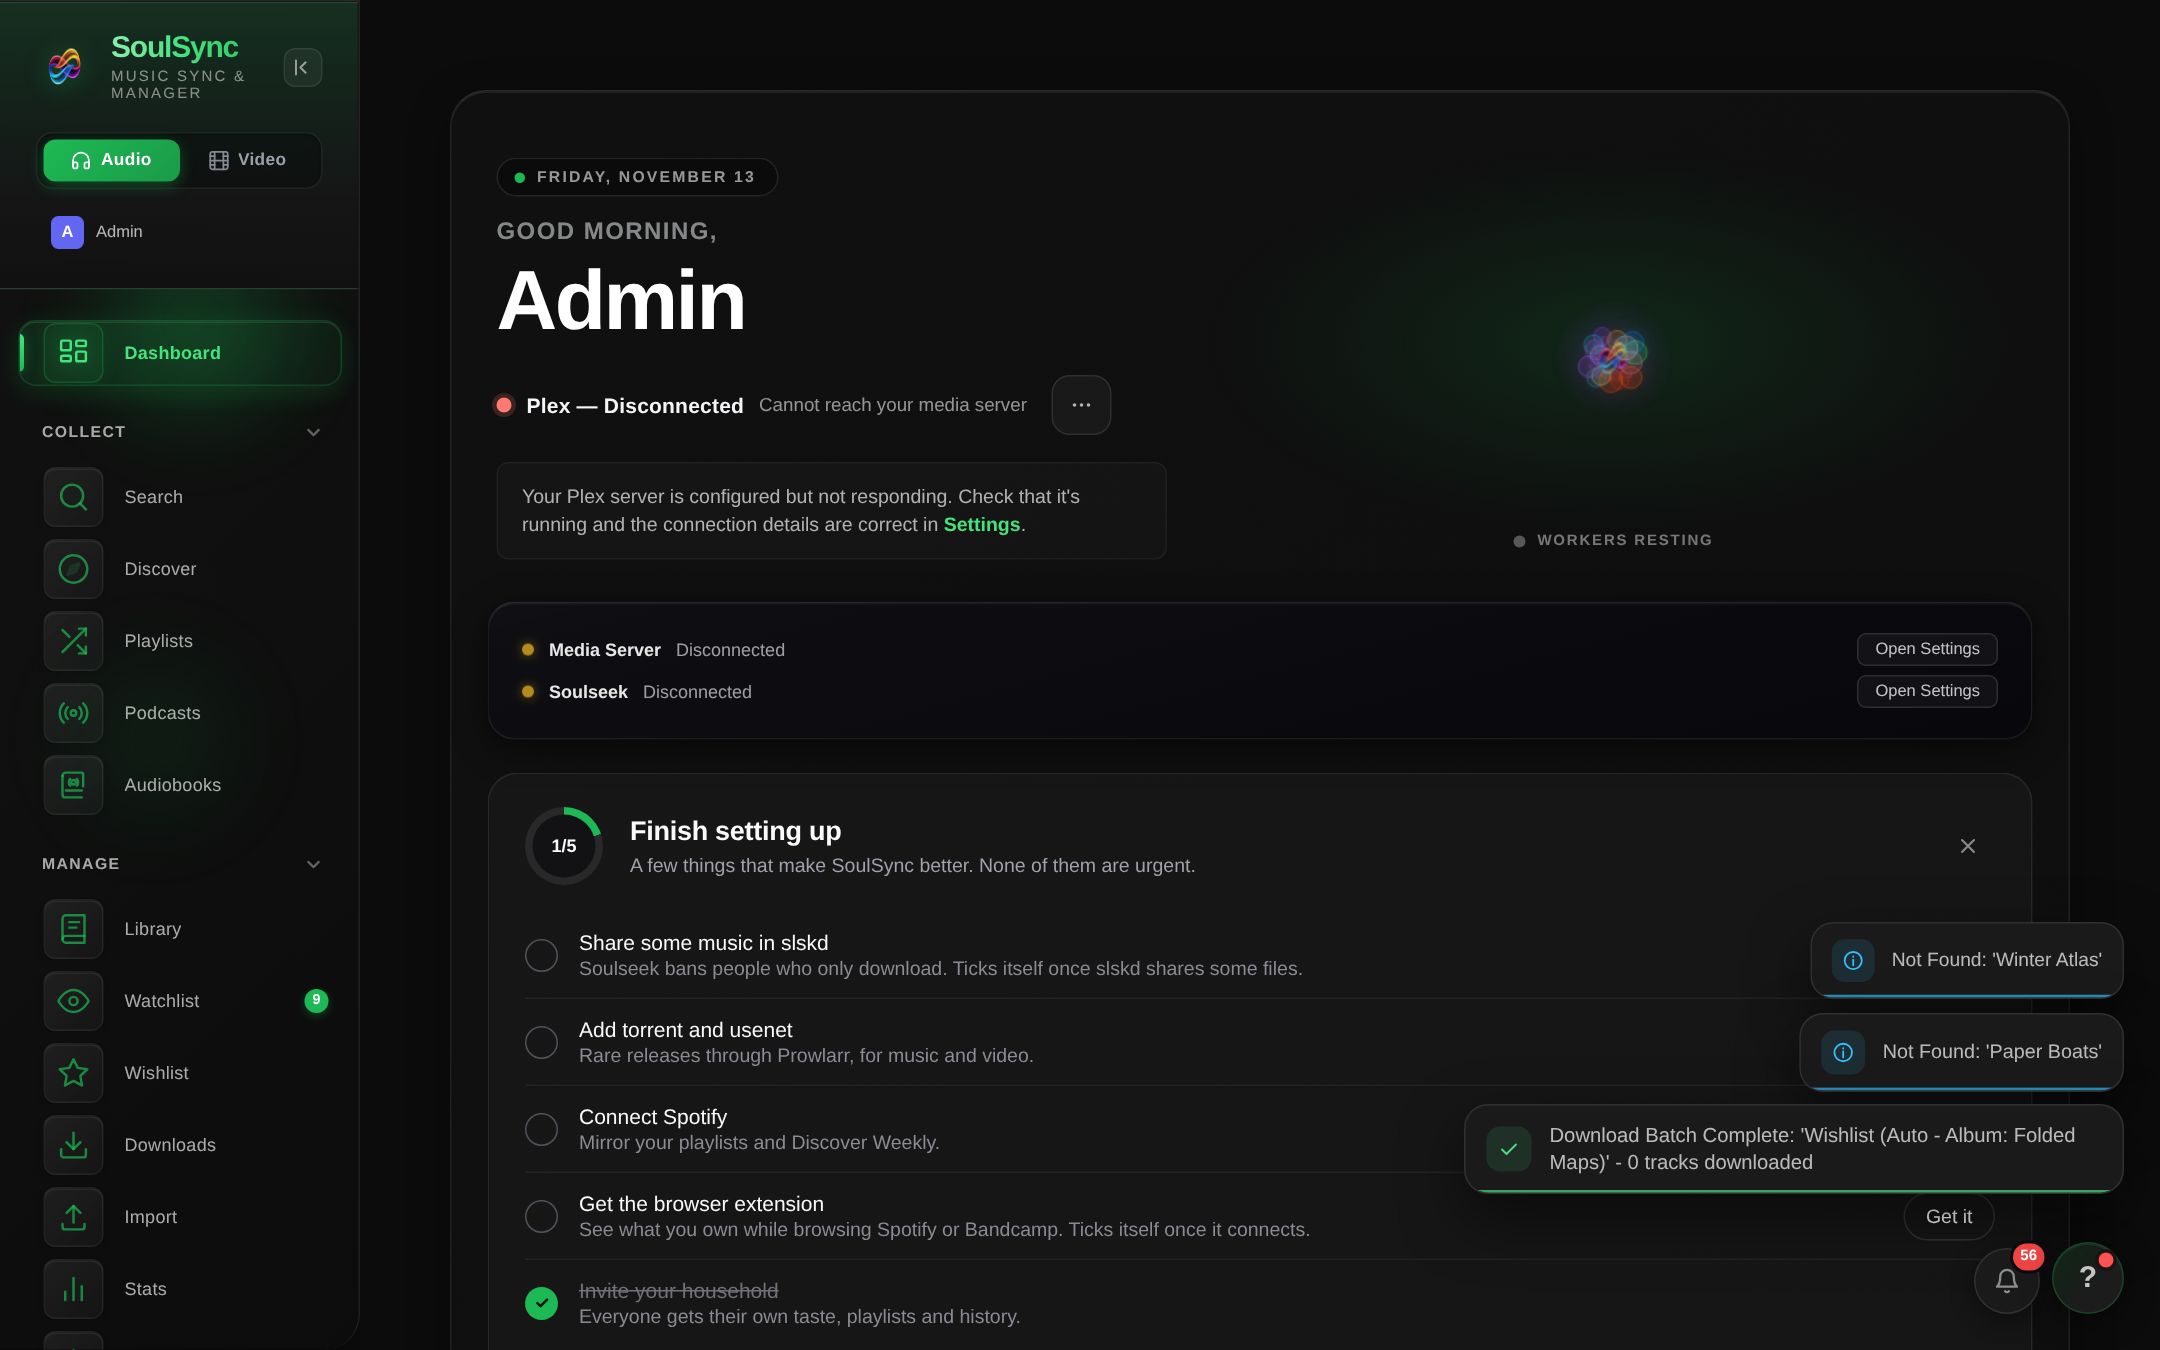 SoulSync
MUSIC SYNC &
MANAGER
Audio
Video
A
Admin
Dashboard
COLLECT
Search
Discover
Playlists
Podcasts
Audiobooks
MANAGE
Library
Watchlist
9
Wishlist
Downloads
Import
Stats
FRIDAY, NOVEMBER 13
GOOD MORNING,
Admin
Plex — Disconnected
Cannot reach your media server
Your Plex server is configured but not responding. Check that it's
running and the connection details are correct in Settings.
WORKERS RESTING
Media Server
Disconnected
Open Settings
Soulseek
Disconnected
Open Settings
1/5
Finish setting up
A few things that make SoulSync better. None of them are urgent.
Share some music in slskd
Soulseek bans people who only download. Ticks itself once slskd shares some files.
Add torrent and usenet
Rare releases through Prowlarr, for music and video.
Connect Spotify
Mirror your playlists and Discover Weekly.
Get the browser extension
See what you own while browsing Spotify or Bandcamp. Ticks itself once it connects.
Get it
Invite your household
Everyone gets their own taste, playlists and history.
Not Found: 'Winter Atlas'
Not Found: 'Paper Boats'
Download Batch Complete: 'Wishlist (Auto - Album: Folded
Maps)' - 0 tracks downloaded
56
?